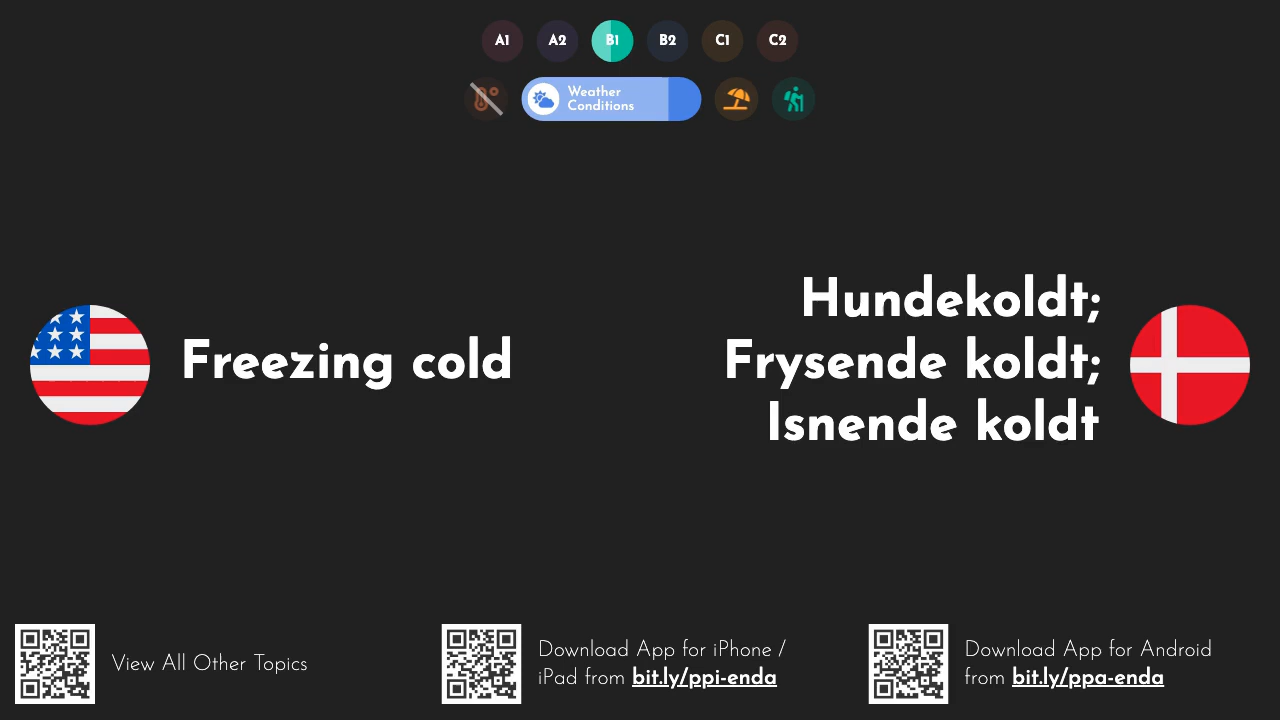 A1 A2 B1 B2 C1 C2
Weather
Conditions
Freezing cold
Hundekoldt;
Frysende koldt;
Isnende koldt
View All Other Topics
Download App for iPhone /
iPad from bit.ly/ppi-enda
Download App for Android
from bit.ly/ppa-enda